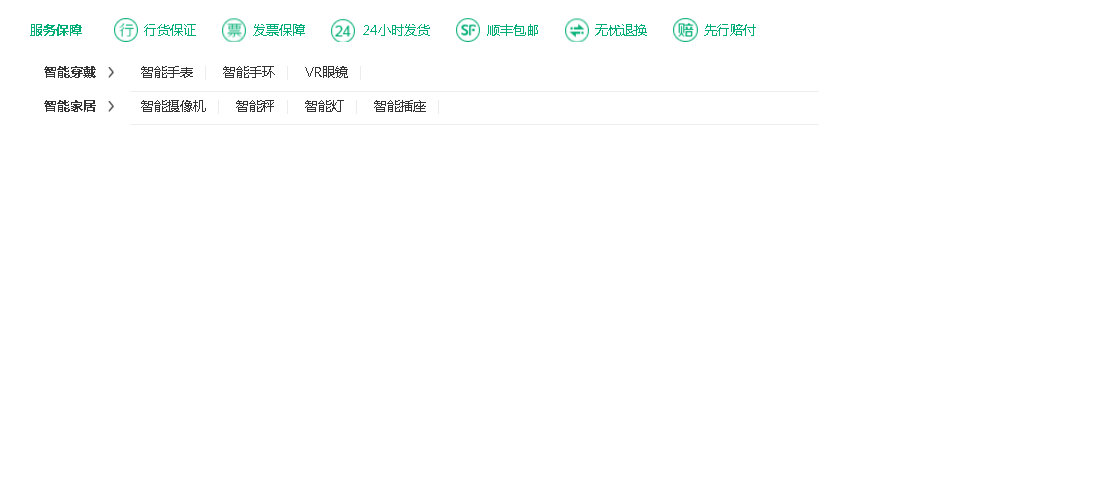 服务保障 行 行货保证 票 发票保障 24 24小时发货 SF 顺丰包邮 无忧退换 赔 先行赔付
智能穿戴 智能手表 智能手环 VR眼镜
智能家居 智能摄像机 智能秤 智能灯 智能插座